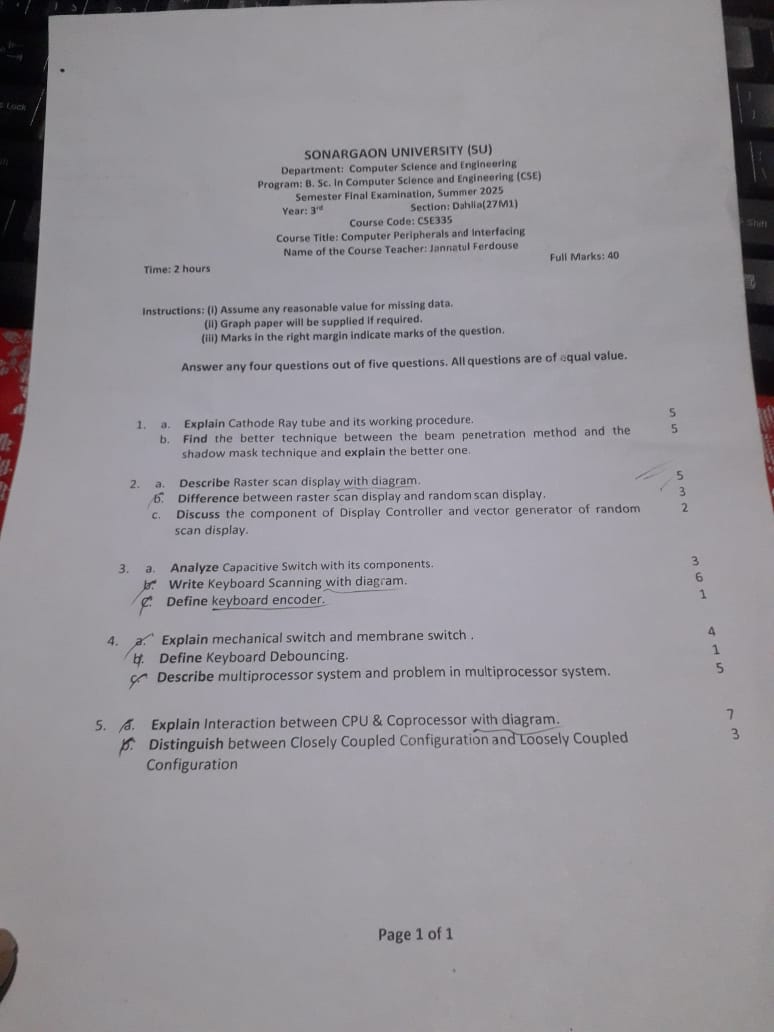 SONARGAON UNIVERSITY (SU)
Department: Computer Science and Engineering
Program: B. Sc. in Computer Science and Engineering (CSE)
Semester Final Examination, Summer 2025
Year: 3rd Section: Dahlia(27M1)
Course Code: CSE335
Course Title: Computer Peripherals and Interfacing
Name of the Course Teacher: Jannatul Ferdouse
Time: 2 hours Full Marks: 40
Instructions: (i) Assume any reasonable value for missing data.
(ii) Graph paper will be supplied if required.
(iii) Marks in the right margin indicate marks of the question.
Answer any four questions out of five questions. All questions are of equal value.
1. a. Explain Cathode Ray tube and its working procedure. 5
b. Find the better technique between the beam penetration method and the 5
shadow mask technique and explain the better one.
2. a. Describe Raster scan display with diagram. 5
b. Difference between raster scan display and random scan display. 3
c. Discuss the component of Display Controller and vector generator of random 2
scan display.
3. a. Analyze Capacitive Switch with its components. 3
b. Write Keyboard Scanning with diagram. 6
c. Define keyboard encoder. 1
4. a. Explain mechanical switch and membrane switch . 4
b. Define Keyboard Debouncing. 1
c. Describe multiprocessor system and problem in multiprocessor system. 5
5. a. Explain Interaction between CPU & Coprocessor with diagram. 7
b. Distinguish between Closely Coupled Configuration and Loosely Coupled 3
Configuration
Page 1 of 1
Lock
Shift